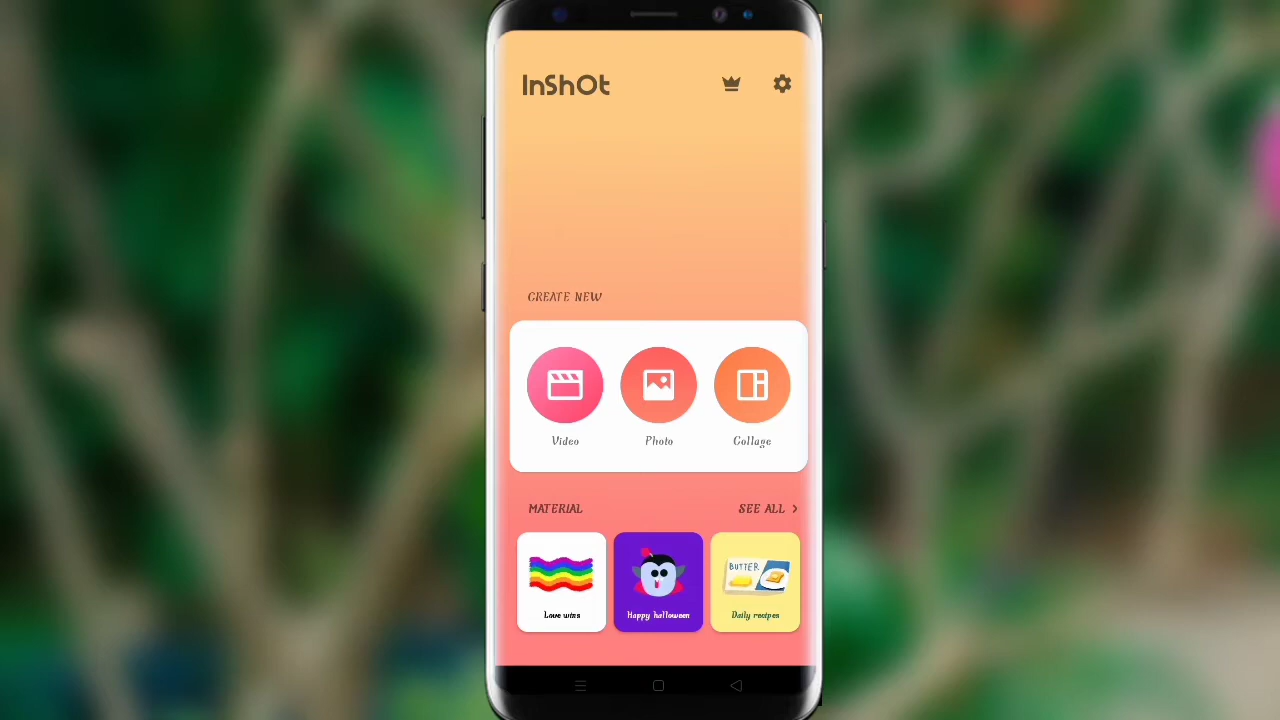 InShOt
CREATE NEW
Video
Photo
Collage
MATERIAL
SEE ALL
BUTTER
Love wins
Happy halloween
Daily recipes